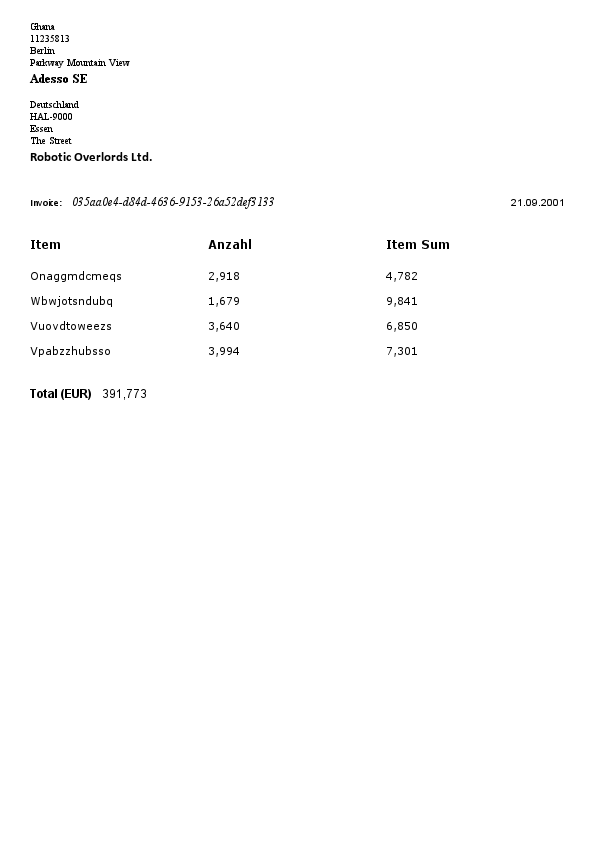 Ghana
11235813
Berlin
Parkway Mountain View
Adesso SE
Deutschland
HAL-9000
Essen
The Street
Robotic Overlords Ltd.
Invoice: 035aa0e4-d84d-4636-9153-26a52def3133 21.09.2001
Item Anzahl Item Sum
Onaggmdcmeqs 2,918 4,782
Wbwjotsndubq 1,679 9,841
Vuovdtoweezs 3,640 6,850
Vpabzzhubsso 3,994 7,301
Total (EUR) 391,773